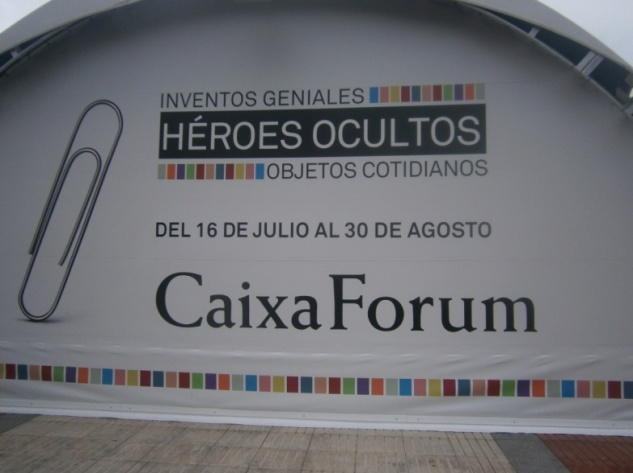 INVENTOS GENIALES
HÉROES OCULTOS
OBJETOS COTIDIANOS
DEL 16 DE JULIO AL 30 DE AGOSTO
CaixaForum